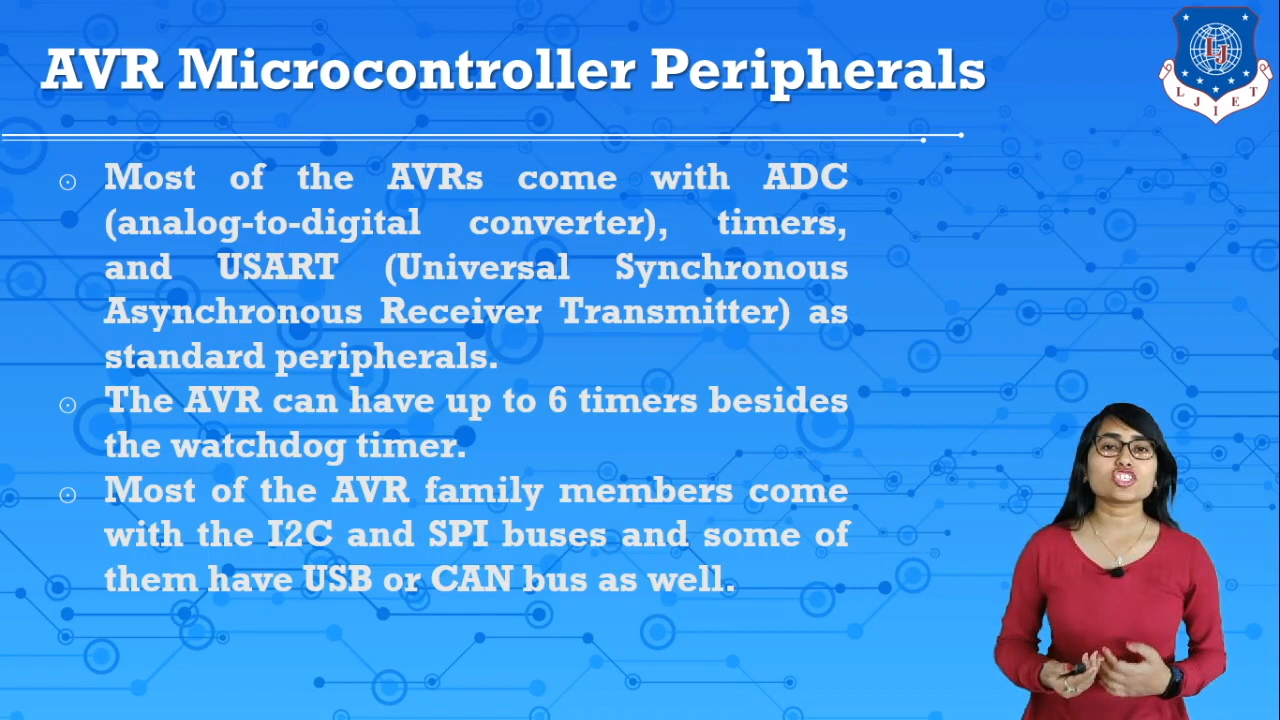 AVR Microcontroller Peripherals
LJ
LJIET
Most of the AVRs come with ADC
(analog-to-digital converter), timers,
and USART (Universal Synchronous
Asynchronous Receiver Transmitter) as
standard peripherals.
The AVR can have up to 6 timers besides
the watchdog timer.
Most of the AVR family members come
with the I2C and SPI buses and some of
them have USB or CAN bus as well.